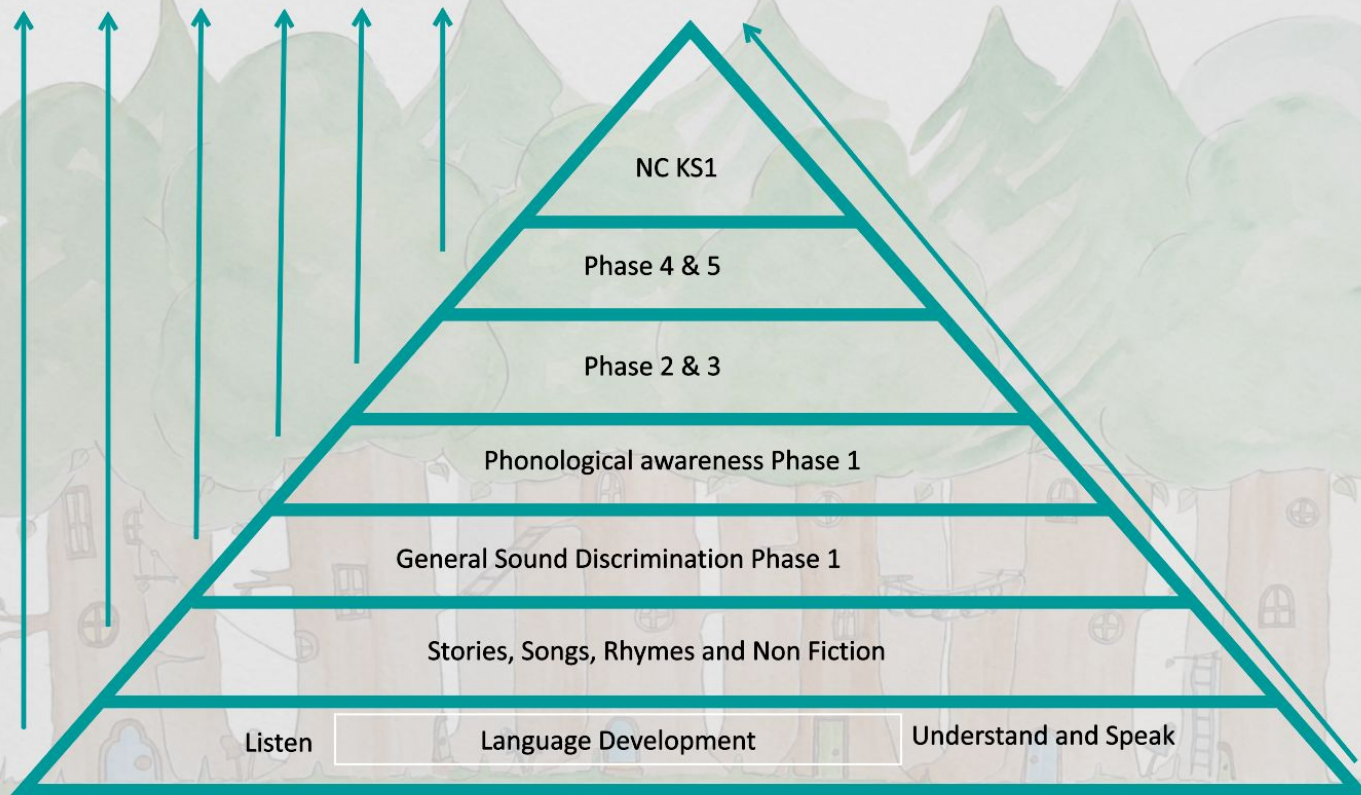 NC KS1
Phase 4 & 5
Phase 2 & 3
Phonological awareness Phase 1
General Sound Discrimination Phase 1
Stories, Songs, Rhymes and Non Fiction
Listen Language Development Understand and Speak